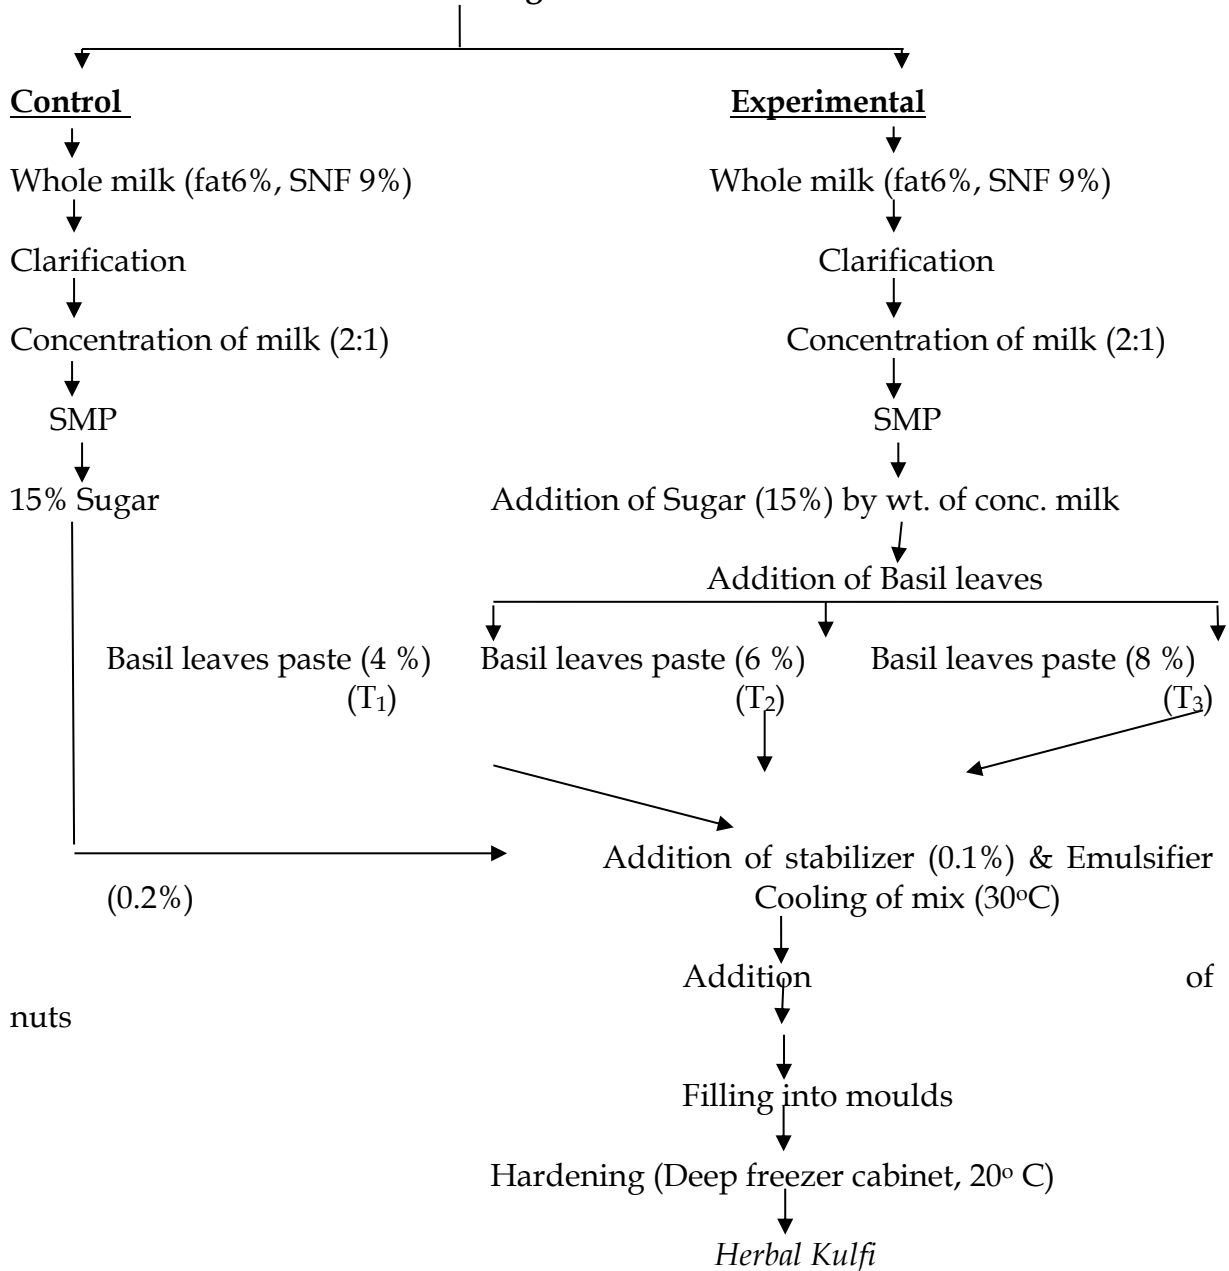 Control Experimental
Whole milk (fat6%, SNF 9%) Whole milk (fat6%, SNF 9%)
Clarification Clarification
Concentration of milk (2:1) Concentration of milk (2:1)
SMP SMP
15% Sugar Addition of Sugar (15%) by wt. of conc. milk
Addition of Basil leaves
Basil leaves paste (4 %) Basil leaves paste (6 %) Basil leaves paste (8 %)
(T₁) (T₂) (T₃)
Addition of stabilizer (0.1%) & Emulsifier
(0.2%) Cooling of mix (30ᵒC)
Addition of
nuts
Filling into moulds
Hardening (Deep freezer cabinet, 20ᵒ C)
Herbal Kulfi